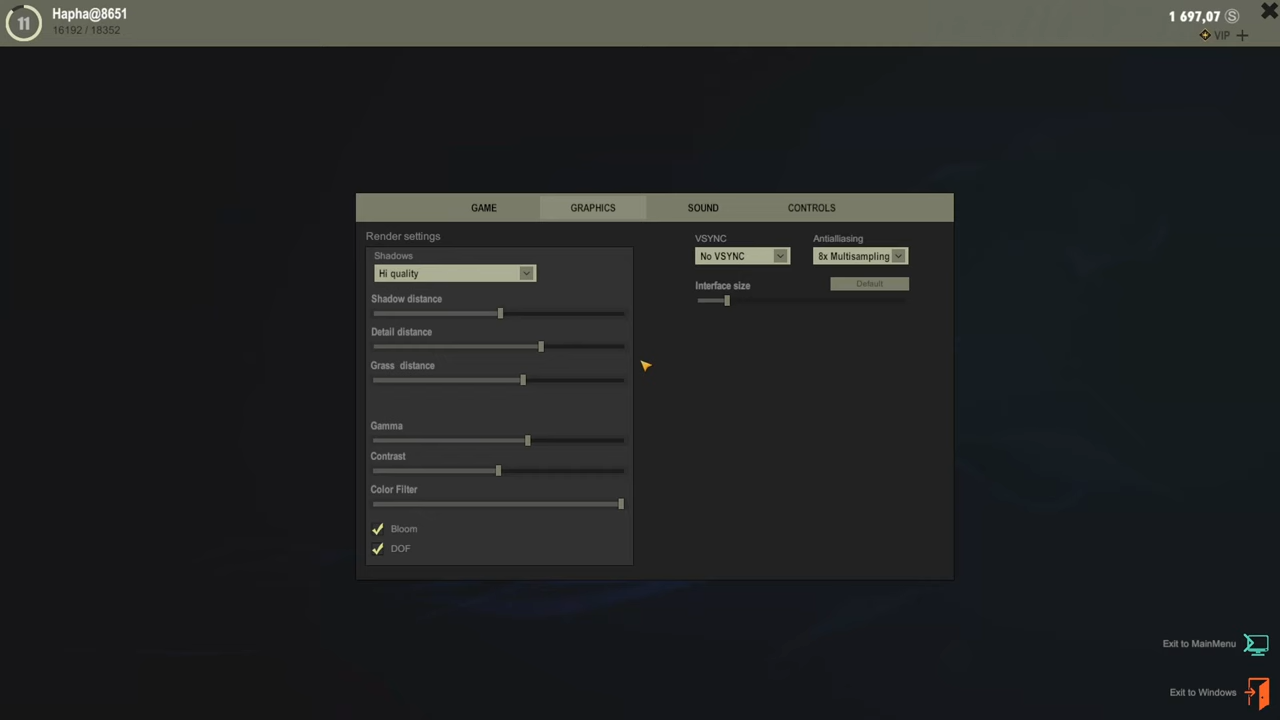 11
Hapha@8651
16192 / 18352
1 697,07 S
VIP
GAME GRAPHICS SOUND CONTROLS
Render settings
Shadows
Hi quality
Shadow distance
Detail distance
Grass distance
Gamma
Contrast
Color Filter
Bloom
DOF
VSYNC
No VSYNC
Antialliasing
8x Multisampling
Interface size
Default
Exit to MainMenu
Exit to Windows